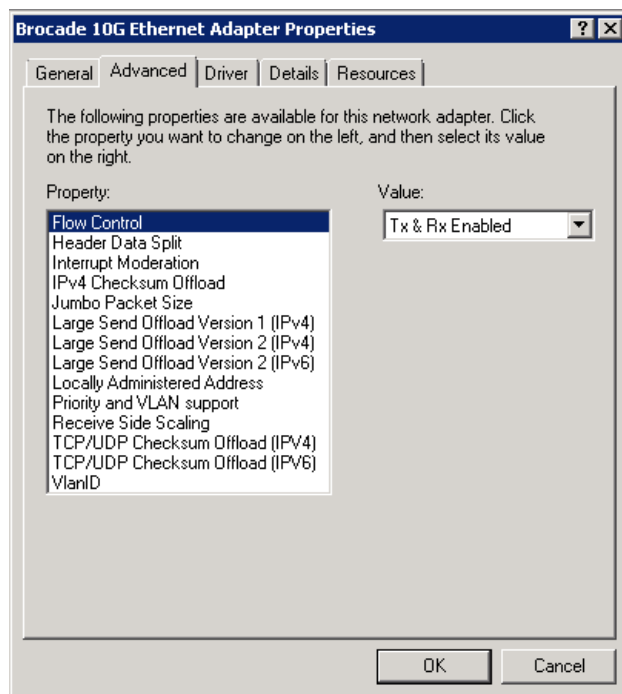 Brocade 10G Ethernet Adapter Properties
General Advanced Driver Details Resources
The following properties are available for this network adapter. Click
the property you want to change on the left, and then select its value
on the right.
Property: Value:
Flow Control Tx & Rx Enabled
Header Data Split
Interrupt Moderation
IPv4 Checksum Offload
Jumbo Packet Size
Large Send Offload Version 1 (IPv4)
Large Send Offload Version 2 (IPv4)
Large Send Offload Version 2 (IPv6)
Locally Administered Address
Priority and VLAN support
Receive Side Scaling
TCP/UDP Checksum Offload (IPV4)
TCP/UDP Checksum Offload (IPV6)
VlanID
OK Cancel